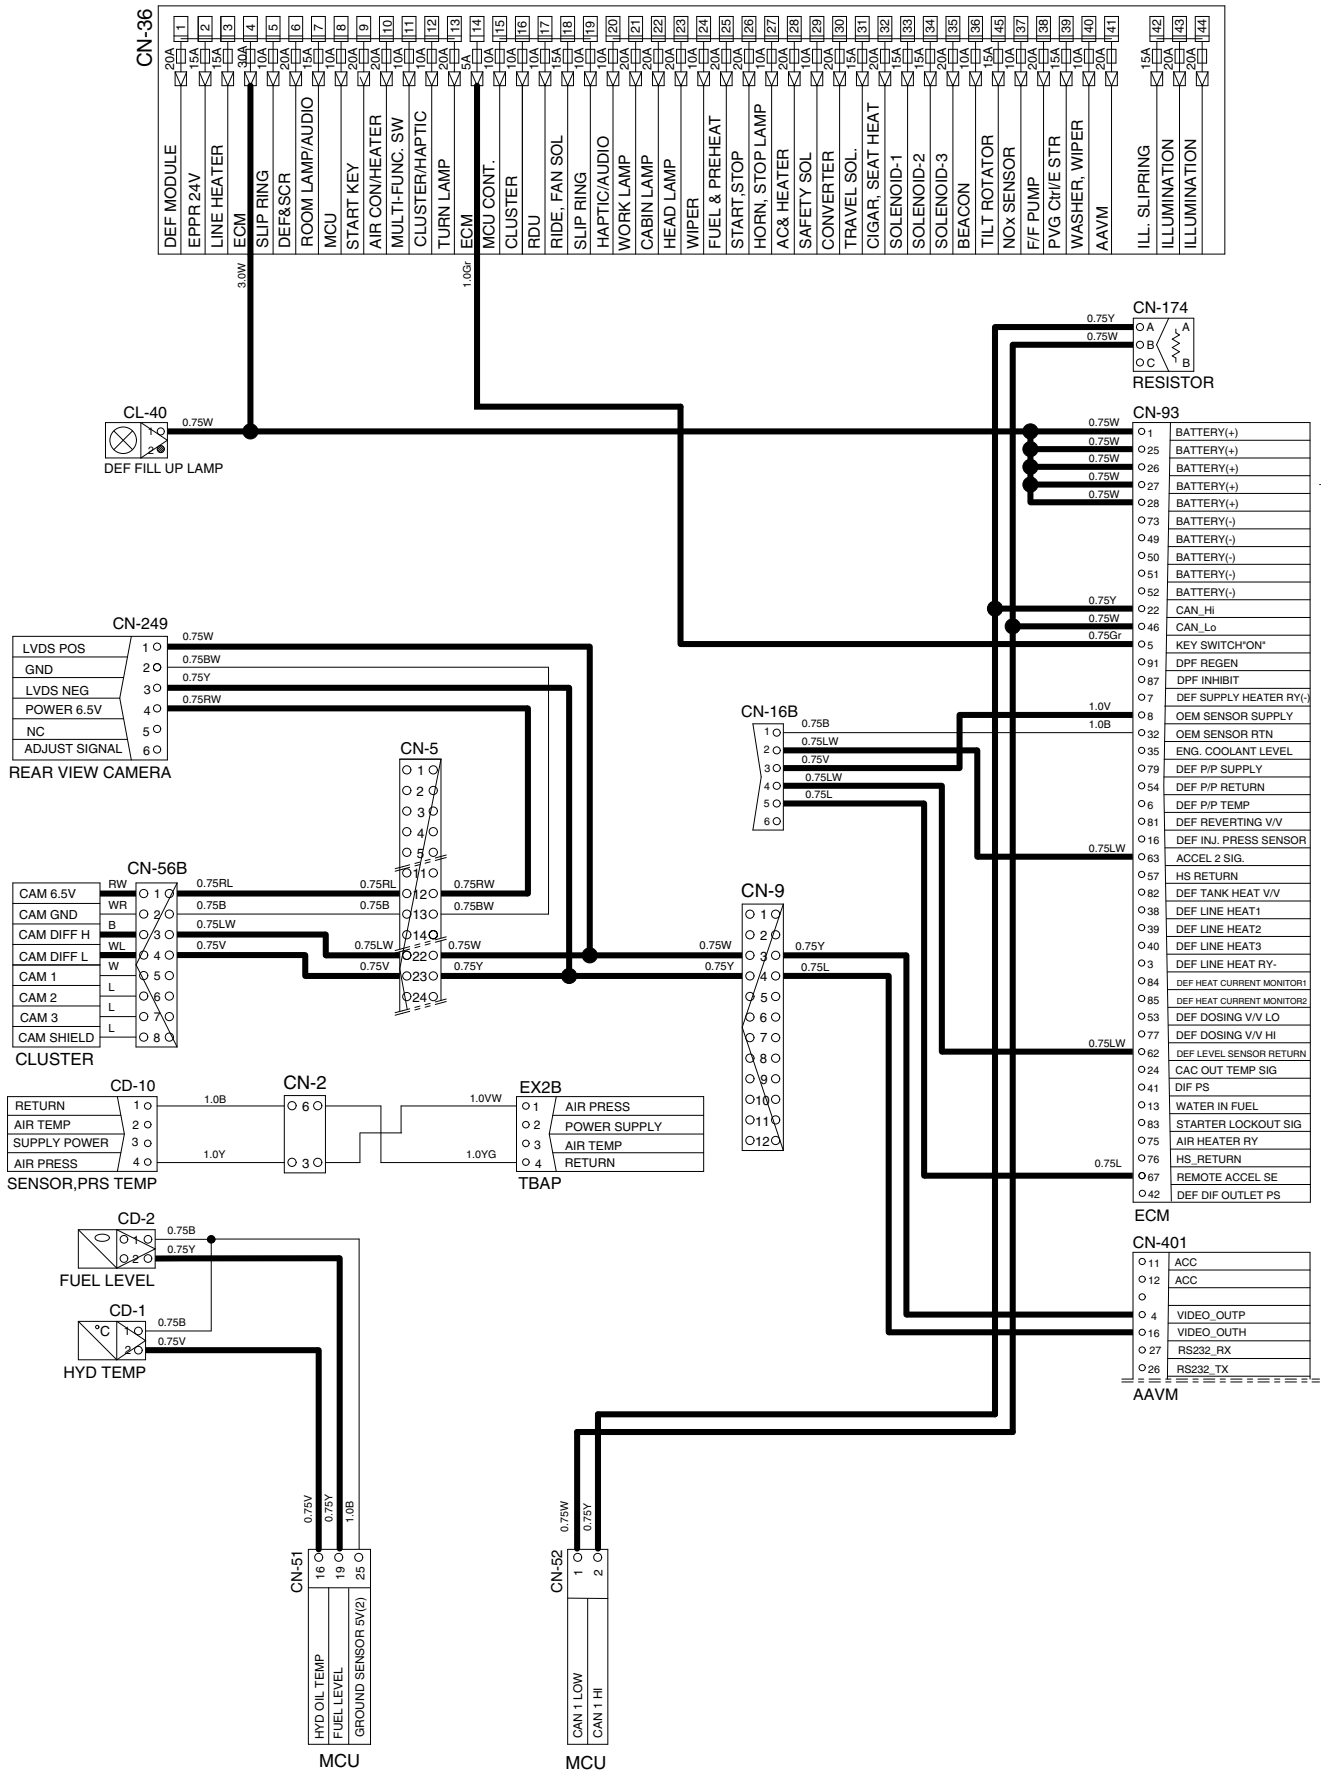 CN-36
1 20A DEF MODULE
2 15A EPPR 24V
3 15A LINE HEATER
4 30A ECM
5 10A SLIP RING
6 20A DEF&SCR
7 15A ROOM LAMP/AUDIO
8 10A MCU
9 20A START KEY
10 20A AIR CON/HEATER
11 10A MULTI-FUNC. SW
12 10A CLUSTER/HAPTIC
13 20A TURN LAMP
14 5A ECM
15 10A MCU CONT.
16 10A CLUSTER
17 10A RDU
18 15A RIDE, FAN SOL
19 10A SLIP RING
20 10A HAPTIC/AUDIO
21 20A WORK LAMP
22 20A CABIN LAMP
23 20A HEAD LAMP
24 10A WIPER
25 20A FUEL & PREHEAT
26 10A START,STOP
27 10A HORN, STOP LAMP
28 20A AC& HEATER
29 10A SAFETY SOL
30 20A CONVERTER
31 15A TRAVEL SOL.
32 20A CIGAR, SEAT HEAT
33 15A SOLENOID-1
34 15A SOLENOID-2
35 20A SOLENOID-3
36 10A BEACON
45 15A TILT ROTATOR
37 10A NOx SENSOR
38 20A F/F PUMP
39 15A PVG Ctrl/E STR
40 10A WASHER, WIPER
41 20A AAVM
42 15A ILL. SLIPRING
43 20A ILLUMINATION
44 20A ILLUMINATION
3.0W
1.0Gr
CN-174
0.75Y A A
0.75W B
C B
RESISTOR
CL-40
1 0.75W
2
DEF FILL UP LAMP
CN-93
0.75W 1 BATTERY(+)
0.75W 25 BATTERY(+)
0.75W 26 BATTERY(+)
0.75W 27 BATTERY(+)
0.75W 28 BATTERY(+)
73 BATTERY(-)
49 BATTERY(-)
50 BATTERY(-)
51 BATTERY(-)
52 BATTERY(-)
0.75Y 22 CAN_Hi
0.75W 46 CAN_Lo
0.75Gr 5 KEY SWITCH"ON"
91 DPF REGEN
87 DPF INHIBIT
7 DEF SUPPLY HEATER RY(-)
1.0V 8 OEM SENSOR SUPPLY
1.0B 32 OEM SENSOR RTN
35 ENG. COOLANT LEVEL
79 DEF P/P SUPPLY
54 DEF P/P RETURN
6 DEF P/P TEMP
81 DEF REVERTING V/V
16 DEF INJ. PRESS SENSOR
0.75LW 63 ACCEL 2 SIG.
57 HS RETURN
82 DEF TANK HEAT V/V
38 DEF LINE HEAT1
39 DEF LINE HEAT2
40 DEF LINE HEAT3
3 DEF LINE HEAT RY-
84 DEF HEAT CURRENT MONITOR1
85 DEF HEAT CURRENT MONITOR2
53 DEF DOSING V/V LO
77 DEF DOSING V/V HI
0.75LW 62 DEF LEVEL SENSOR RETURN
24 CAC OUT TEMP SIG
41 DIF PS
13 WATER IN FUEL
83 STARTER LOCKOUT SIG
75 AIR HEATER RY
76 HS_RETURN
0.75L 67 REMOTE ACCEL SE
42 DEF DIF OUTLET PS
ECM
CN-249
LVDS POS 1 0.75W
GND 2 0.75BW
LVDS NEG 3 0.75Y
POWER 6.5V 4 0.75RW
NC 5
ADJUST SIGNAL 6
REAR VIEW CAMERA
CN-16B
1 0.75B
2 0.75LW
3 0.75V
4 0.75LW
5 0.75L
6
CN-5
1
2
3
4
5
11
0.75RL 12 0.75RW
0.75B 13 0.75BW
14
0.75LW 22 0.75W
0.75V 23 0.75Y
24
CN-56B
CAM 6.5V RW 1 0.75RL
CAM GND WR 2 0.75B
CAM DIFF H B 3 0.75LW
CAM DIFF L WL 4 0.75V
CAM 1 W 5
CAM 2 L 6
CAM 3 L 7
CAM SHIELD L 8
CLUSTER
CN-9
1
2
0.75W 3 0.75Y
0.75Y 4 0.75L
5
6
7
8
9
10
11
12
CD-10
RETURN 1 1.0B
AIR TEMP 2
SUPPLY POWER 3
AIR PRESS 4 1.0Y
SENSOR,PRS TEMP
CN-2
6
3
EX2B
1.0VW 1 AIR PRESS
2 POWER SUPPLY
3 AIR TEMP
1.0YG 4 RETURN
TBAP
CD-2
1 0.75B
2 0.75Y
FUEL LEVEL
CD-1
°C 1 0.75B
2 0.75V
HYD TEMP
CN-401
11 ACC
12 ACC
4 VIDEO_OUTP
16 VIDEO_OUTH
27 RS232_RX
26 RS232_TX
AAVM
CN-51
0.75V 16 HYD OIL TEMP
0.75Y 19 FUEL LEVEL
1.0B 25 GROUND SENSOR 5V(2)
MCU
CN-52
0.75W 1 CAN 1 LOW
0.75Y 2 CAN 1 HI
MCU